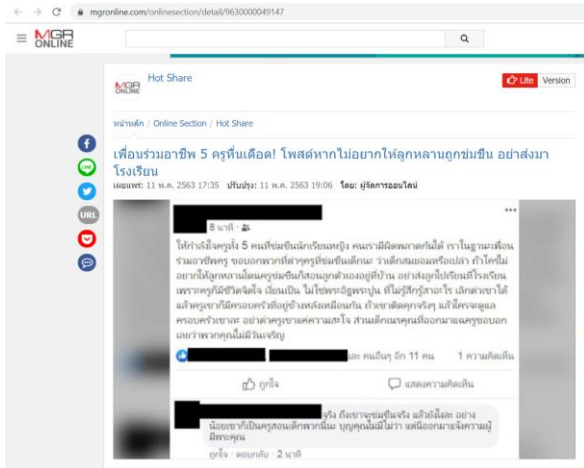 mgronline.com/onlinesection/detail/9630000049147
MGR
ONLINE
MGR
ONLINE
Hot Share
Lite Version
หน้าหลัก / Online Section / Hot Share
เพื่อนร่วมอาชีพ 5 ครูหื่นเดือด! โพสต์หากไม่อยากให้ลูกหลานถูกข่มขืน อย่าส่งมา
โรงเรียน
เผยแพร่: 11 พ.ค. 2563 17:35 ปรับปรุง: 11 พ.ค. 2563 19:06 โดย: ผู้จัดการออนไลน์
URL
8 นาที ·
ให้กำลังใจครูทั้ง 5 คนที่ข่มขืนนักเรียนหญิง คนเรามีผิดพลาดกันได้ เราในฐานะเพื่อน
ร่วมอาชีพครู ขอบอกพวกที่ด่าๆครูที่ข่มขืนเด็กนะ ว่าเด็กสมยอมหรือเปล่า ถ้าใครไม่
อยากให้ลูกหลานโดนครูข่มขืนก็สอนลูกตัวเองอยู่ที่บ้าน อย่าส่งลูกไปเรียนที่โรงเรียน
เพราะครูก็มีชีวิตจิตใจ เงี่ยนเป็น ไม่ใช่พระอิฐพระปูน ที่ไม่รู้สึกรู้สาอะไร เลิกด่าเขาได้
แล้วครูเขาก็มีครอบครัวที่อยู่ข้างหลังเหมือนกัน ถ้าเขาติดคุกจริงๆ แล้วใครจะดูแล
ครอบครัวเขาละ อย่าด่าครูเขาแค่ความสะใจ ส่วนเด็กเนรคุณที่ออกมาแฉครูขอบอก
เลยว่าพวกคุณไม่มีวันเจริญ
และ คนอื่นๆ อีก 11 คน 1 ความคิดเห็น
ถูกใจ แสดงความคิดเห็น
จริง ถึงเขาจะข่มขืนจริง แล้วยังไงละ อย่าง
น้อยเขาก็เป็นครูสอนเด็กพวกนี้นะ บุญคุณไม่มีไม่ว่า แต่นี่ออกมาแจ้งความผู้
มีพระคุณ
ถูกใจ · ตอบกลับ · 2 นาที